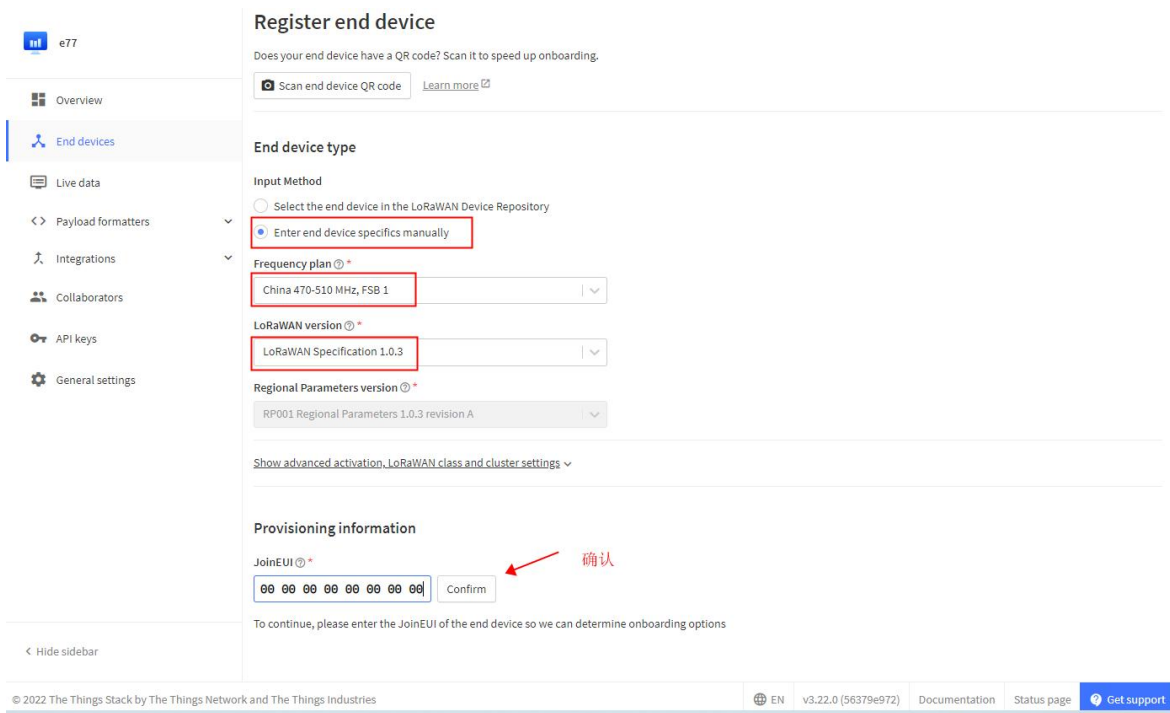 e77
Overview
End devices
Live data
Payload formatters
Integrations
Collaborators
API keys
General settings
Hide sidebar
Register end device
Does your end device have a QR code? Scan it to speed up onboarding.
Scan end device QR code Learn more
End device type
Input Method
Select the end device in the LoRaWAN Device Repository
Enter end device specifics manually
Frequency plan *
China 470-510 MHz, FSB 1
LoRaWAN version *
LoRaWAN Specification 1.0.3
Regional Parameters version *
RP001 Regional Parameters 1.0.3 revision A
Show advanced activation, LoRaWAN class and cluster settings
Provisioning information
JoinEUI *
确认
00 00 00 00 00 00 00 00 Confirm
To continue, please enter the JoinEUI of the end device so we can determine onboarding options
© 2022 The Things Stack by The Things Network and The Things Industries EN v3.22.0 (56379e972) Documentation Status page Get support